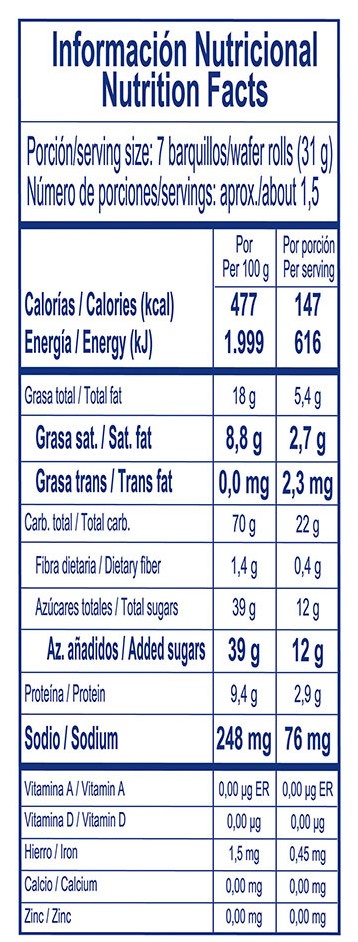 Información Nutricional
Nutrition Facts
Porción/serving size: 7 barquillos/wafer rolls (31 g)
Número de porciones/servings: aprox./about 1,5
Por Por porción
Per 100 g Per serving
Calorías / Calories (kcal) 477 147
Energía / Energy (kJ) 1.999 616
Grasa total / Total fat 18 g 5,4 g
Grasa sat. / Sat. fat 8,8 g 2,7 g
Grasa trans / Trans fat 0,0 mg 2,3 mg
Carb. total / Total carb. 70 g 22 g
Fibra dietaria / Dietary fiber 1,4 g 0,4 g
Azúcares totales / Total sugars 39 g 12 g
Az. añadidos / Added sugars 39 g 12 g
Proteína / Protein 9,4 g 2,9 g
Sodio / Sodium 248 mg 76 mg
Vitamina A / Vitamin A 0,00 µg ER 0,00 µg ER
Vitamina D / Vitamin D 0,00 µg 0,00 µg
Hierro / Iron 1,5 mg 0,45 mg
Calcio / Calcium 0,00 mg 0,00 mg
Zinc / Zinc 0,00 mg 0,00 mg